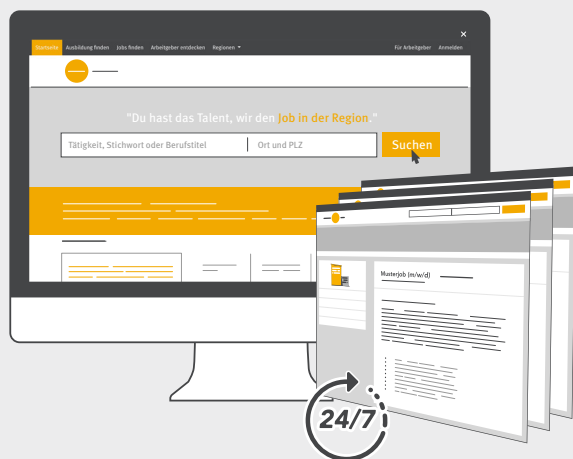 Startseite Ausbildung finden Jobs finden Arbeitgeber entdecken Regionen Für Arbeitgeber Anmelden
"Du hast das Talent, wir den Job in der Region."
Tätigkeit, Stichwort oder Berufstitel Ort und PLZ Suchen
Musterjob (m/w/d)
24/7